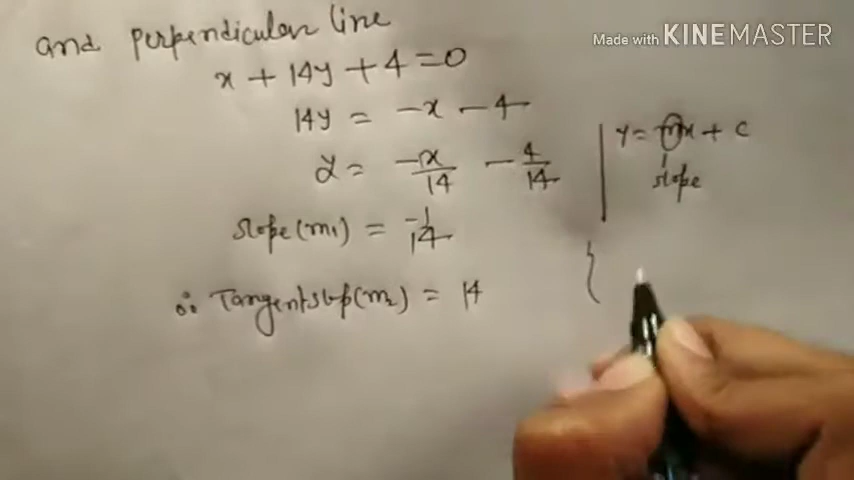 Made with KINEMASTER
and perpendicular line
x + 14y + 4 = 0
14y = -x - 4
y = -x/14 - 4/14
y = mx + c
slope
slope(m1) = -1/14
∴ Tangent slop(m2) = 14